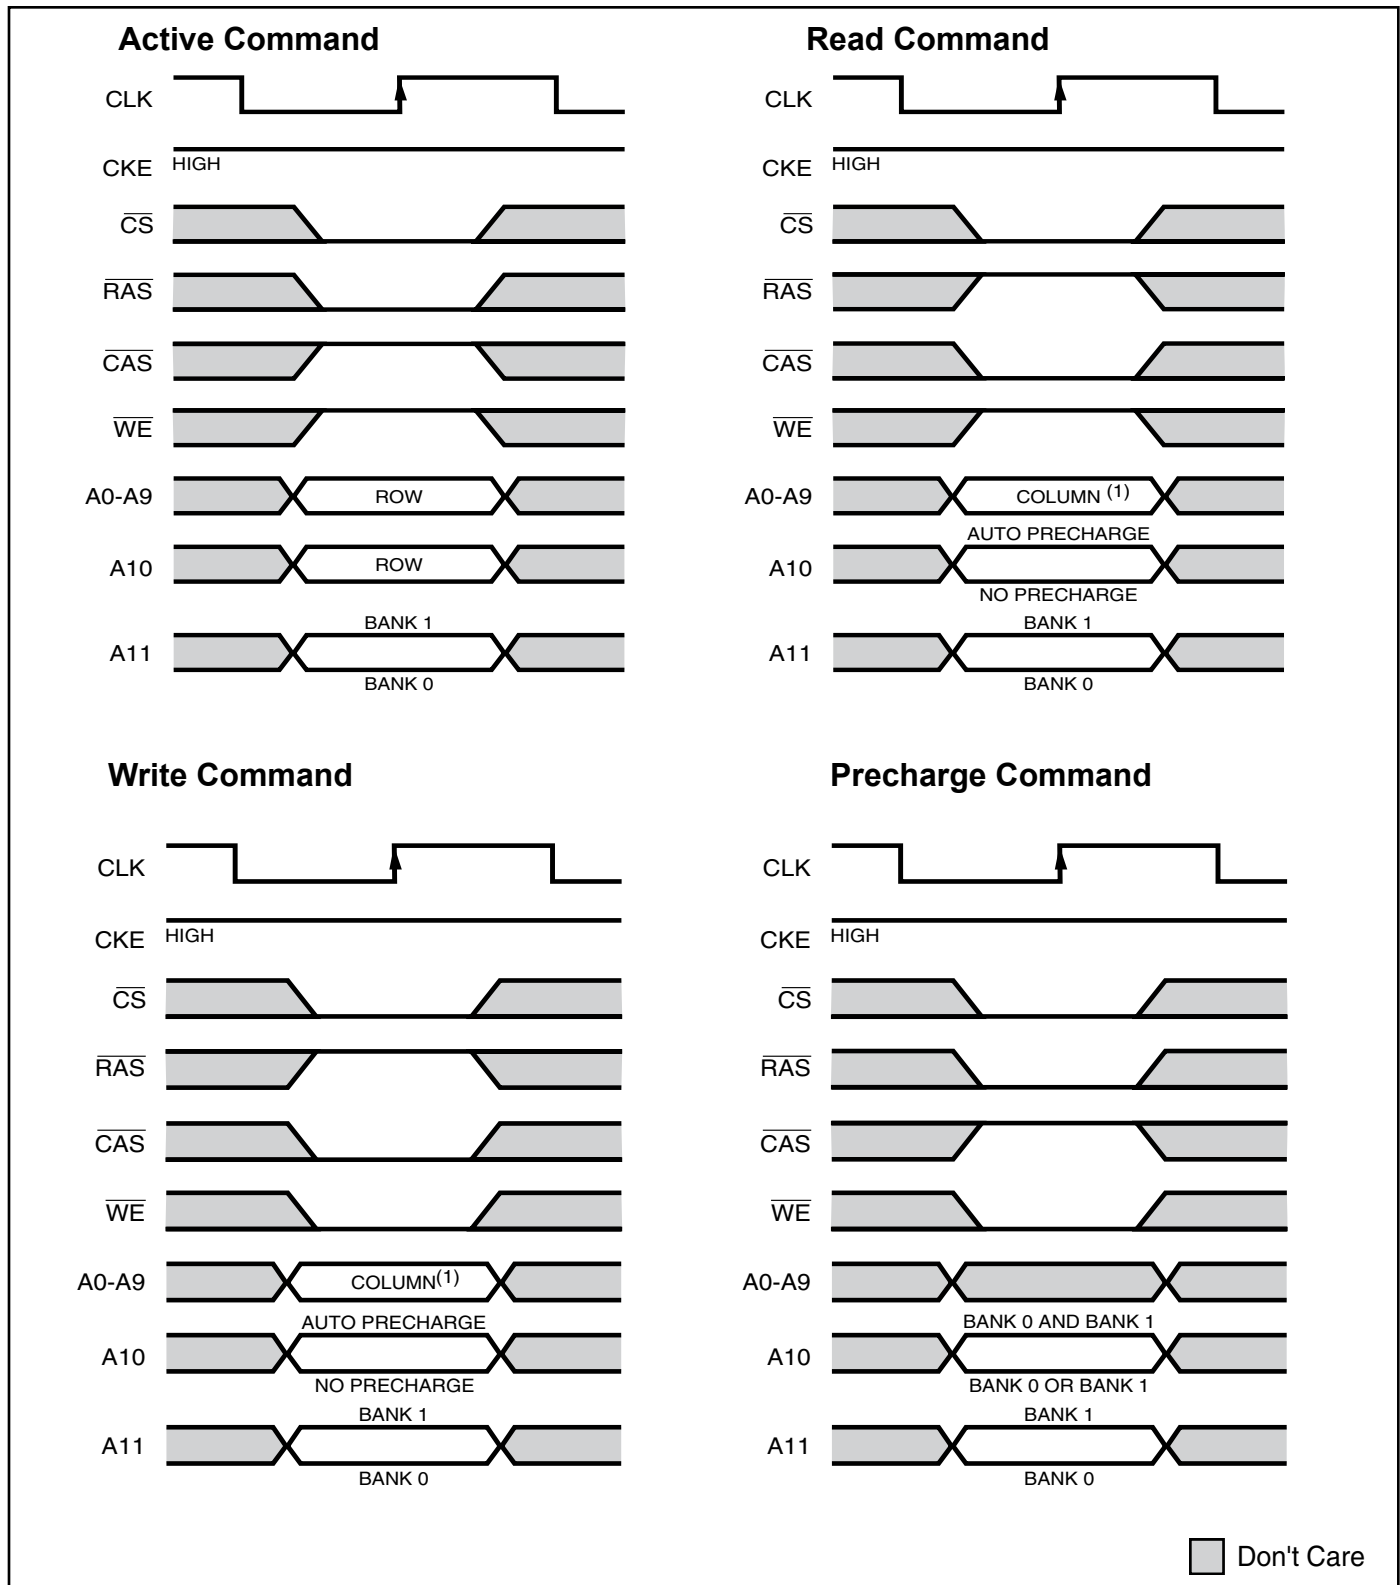 Active Command
CLK
CKE HIGH
CS
RAS
CAS
WE
A0-A9 ROW
A10 ROW
BANK 1
A11
BANK 0
Read Command
CLK
CKE HIGH
CS
RAS
CAS
WE
A0-A9 COLUMN (1)
AUTO PRECHARGE
A10
NO PRECHARGE
BANK 1
A11
BANK 0
Write Command
CLK
CKE HIGH
CS
RAS
CAS
WE
A0-A9 COLUMN(1)
AUTO PRECHARGE
A10
NO PRECHARGE
BANK 1
A11
BANK 0
Precharge Command
CLK
CKE HIGH
CS
RAS
CAS
WE
A0-A9
BANK 0 AND BANK 1
A10
BANK 0 OR BANK 1
BANK 1
A11
BANK 0
Don't Care